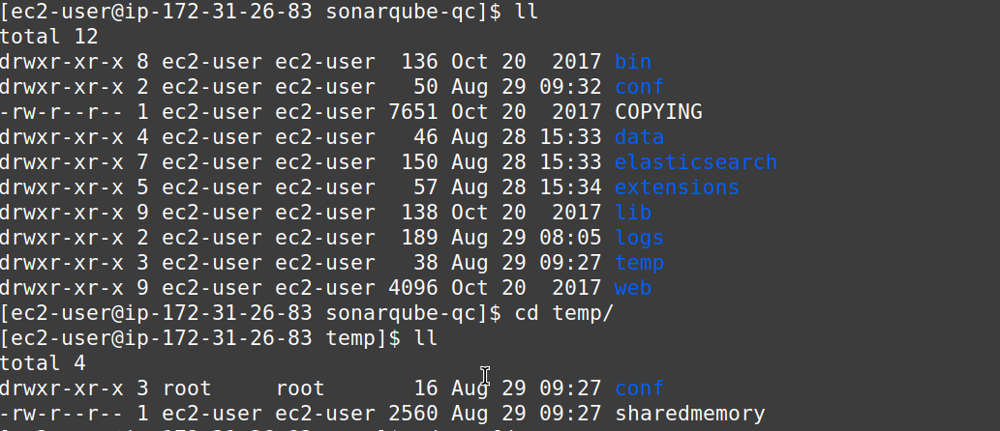 [ec2-user@ip-172-31-26-83 sonarqube-qc]$ ll
total 12
drwxr-xr-x 8 ec2-user ec2-user  136 Oct 20  2017 bin
drwxr-xr-x 2 ec2-user ec2-user   50 Aug 29 09:32 conf
-rw-r--r-- 1 ec2-user ec2-user 7651 Oct 20  2017 COPYING
drwxr-xr-x 4 ec2-user ec2-user   46 Aug 28 15:33 data
drwxr-xr-x 7 ec2-user ec2-user  150 Aug 28 15:33 elasticsearch
drwxr-xr-x 5 ec2-user ec2-user   57 Aug 28 15:34 extensions
drwxr-xr-x 9 ec2-user ec2-user  138 Oct 20  2017 lib
drwxr-xr-x 2 ec2-user ec2-user  189 Aug 29 08:05 logs
drwxr-xr-x 3 ec2-user ec2-user   38 Aug 29 09:27 temp
drwxr-xr-x 9 ec2-user ec2-user 4096 Oct 20  2017 web
[ec2-user@ip-172-31-26-83 sonarqube-qc]$ cd temp/
[ec2-user@ip-172-31-26-83 temp]$ ll
total 4
drwxr-xr-x 3 root     root       16 Aug 29 09:27 conf
-rw-r--r-- 1 ec2-user ec2-user 2560 Aug 29 09:27 sharedmemory